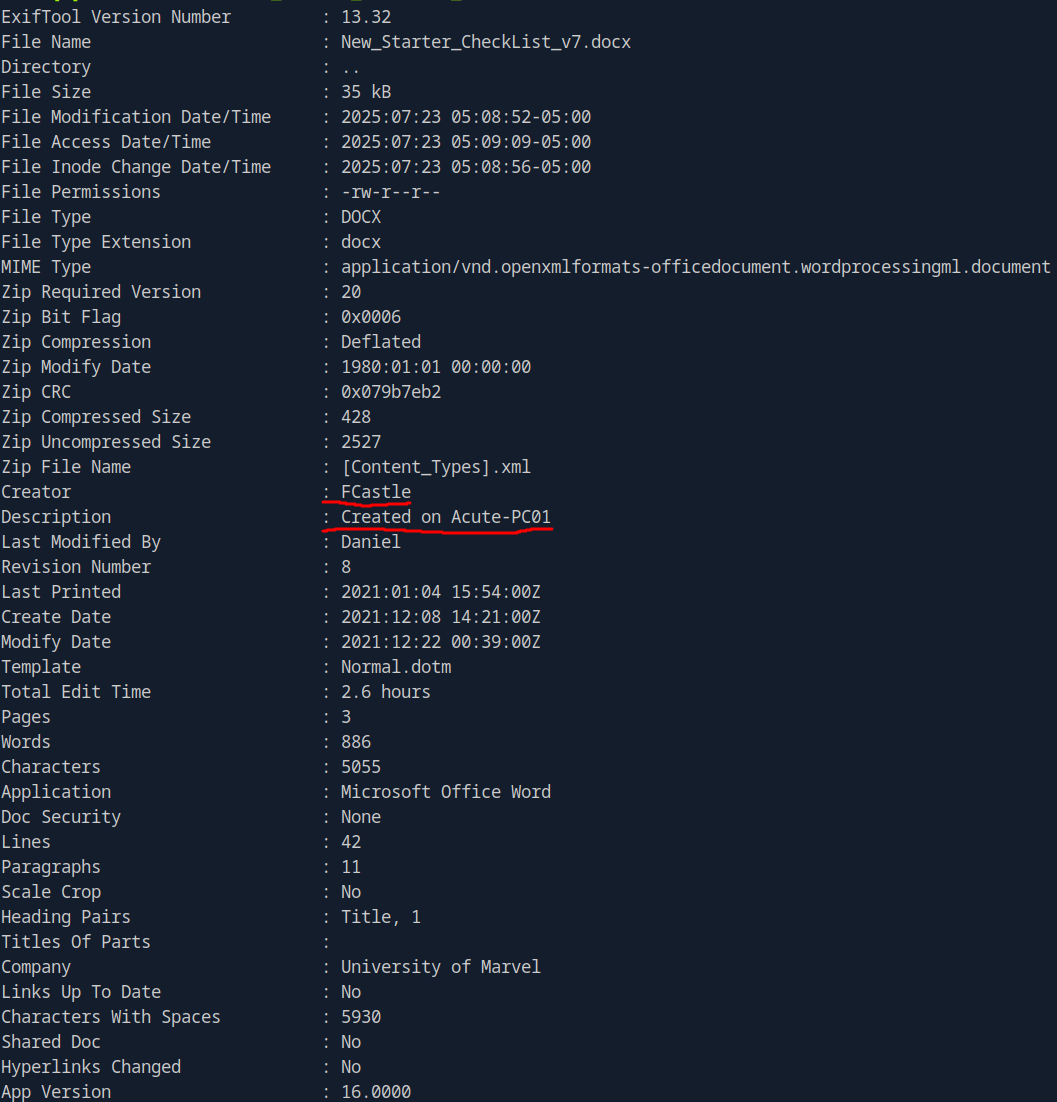 ExifTool Version Number : 13.32
File Name : New_Starter_CheckList_v7.docx
Directory : ..
File Size : 35 kB
File Modification Date/Time : 2025:07:23 05:08:52-05:00
File Access Date/Time : 2025:07:23 05:09:09-05:00
File Inode Change Date/Time : 2025:07:23 05:08:56-05:00
File Permissions : -rw-r--r--
File Type : DOCX
File Type Extension : docx
MIME Type : application/vnd.openxmlformats-officedocument.wordprocessingml.document
Zip Required Version : 20
Zip Bit Flag : 0x0006
Zip Compression : Deflated
Zip Modify Date : 1980:01:01 00:00:00
Zip CRC : 0x079b7eb2
Zip Compressed Size : 428
Zip Uncompressed Size : 2527
Zip File Name : [Content_Types].xml
Creator : FCastle
Description : Created on Acute-PC01
Last Modified By : Daniel
Revision Number : 8
Last Printed : 2021:01:04 15:54:00Z
Create Date : 2021:12:08 14:21:00Z
Modify Date : 2021:12:22 00:39:00Z
Template : Normal.dotm
Total Edit Time : 2.6 hours
Pages : 3
Words : 886
Characters : 5055
Application : Microsoft Office Word
Doc Security : None
Lines : 42
Paragraphs : 11
Scale Crop : No
Heading Pairs : Title, 1
Titles Of Parts :
Company : University of Marvel
Links Up To Date : No
Characters With Spaces : 5930
Shared Doc : No
Hyperlinks Changed : No
App Version : 16.0000